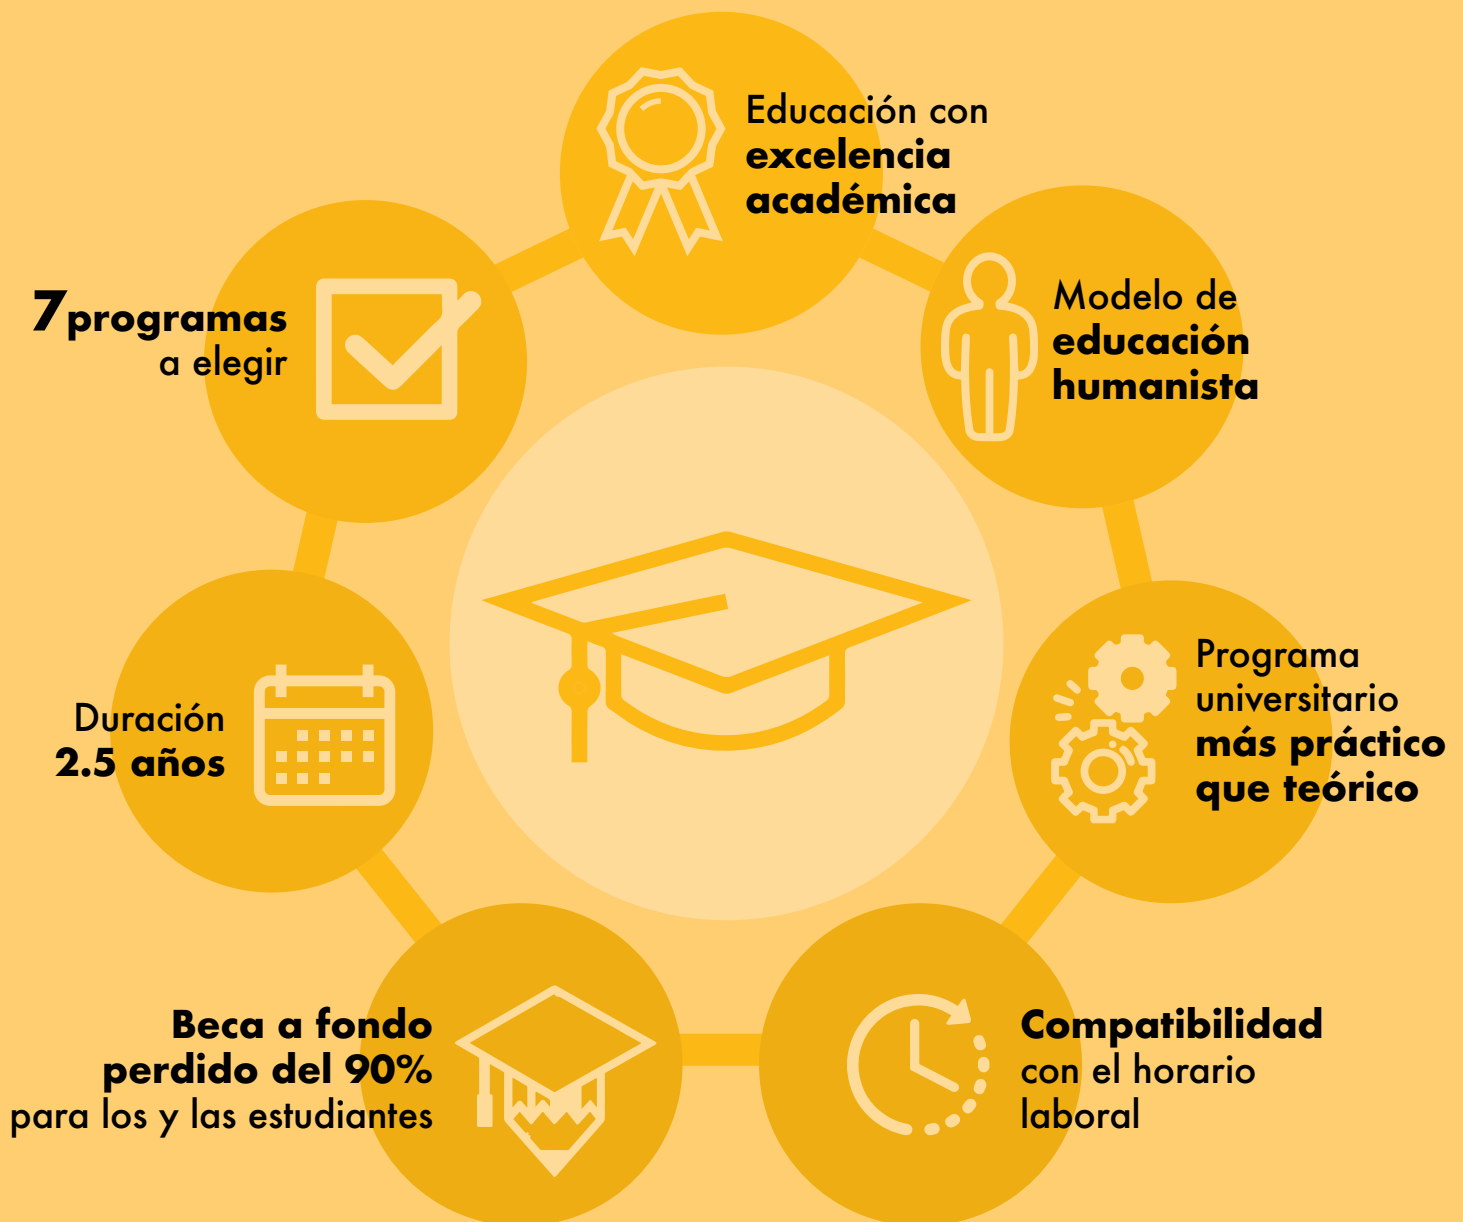 Educación con
excelencia
académica
Modelo de
educación
humanista
Programa
universitario
más práctico
que teórico
Compatibilidad
con el horario
laboral
Beca a fondo
perdido del 90%
para los y las estudiantes
Duración
2.5 años
7 programas
a elegir